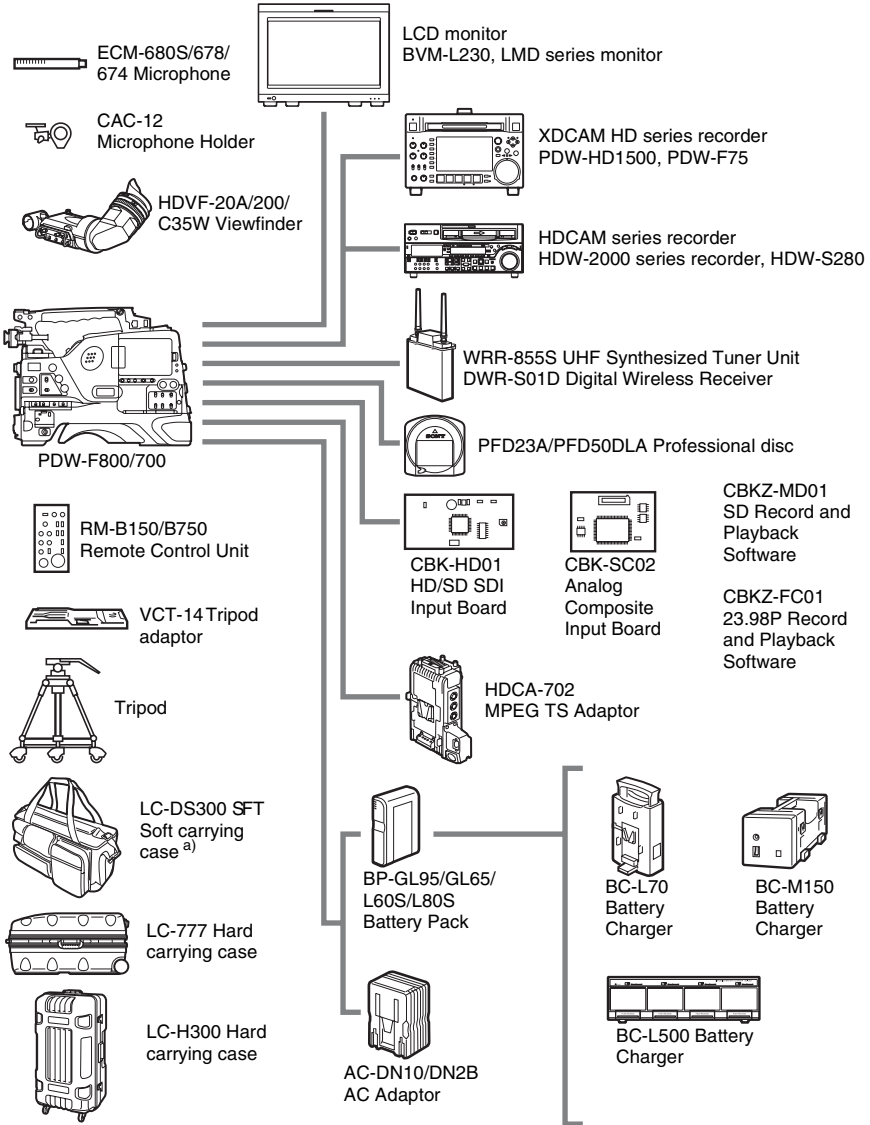 ECM-680S/678/
674 Microphone
CAC-12
Microphone Holder
HDVF-20A/200/
C35W Viewfinder
PDW-F800/700
RM-B150/B750
Remote Control Unit
VCT-14 Tripod
adaptor
Tripod
LC-DS300 SFT
Soft carrying
case a)
LC-777 Hard
carrying case
LC-H300 Hard
carrying case
LCD monitor
BVM-L230, LMD series monitor
XDCAM HD series recorder
PDW-HD1500, PDW-F75
HDCAM series recorder
HDW-2000 series recorder, HDW-S280
WRR-855S UHF Synthesized Tuner Unit
DWR-S01D Digital Wireless Receiver
SONY
PFD23A/PFD50DLA Professional disc
CBK-HD01
HD/SD SDI
Input Board
CBK-SC02
Analog
Composite
Input Board
CBKZ-MD01
SD Record and
Playback
Software
CBKZ-FC01
23.98P Record
and Playback
Software
HDCA-702
MPEG TS Adaptor
BP-GL95/GL65/
L60S/L80S
Battery Pack
AC-DN10/DN2B
AC Adaptor
BC-L70
Battery
Charger
BC-M150
Battery
Charger
BC-L500 Battery
Charger